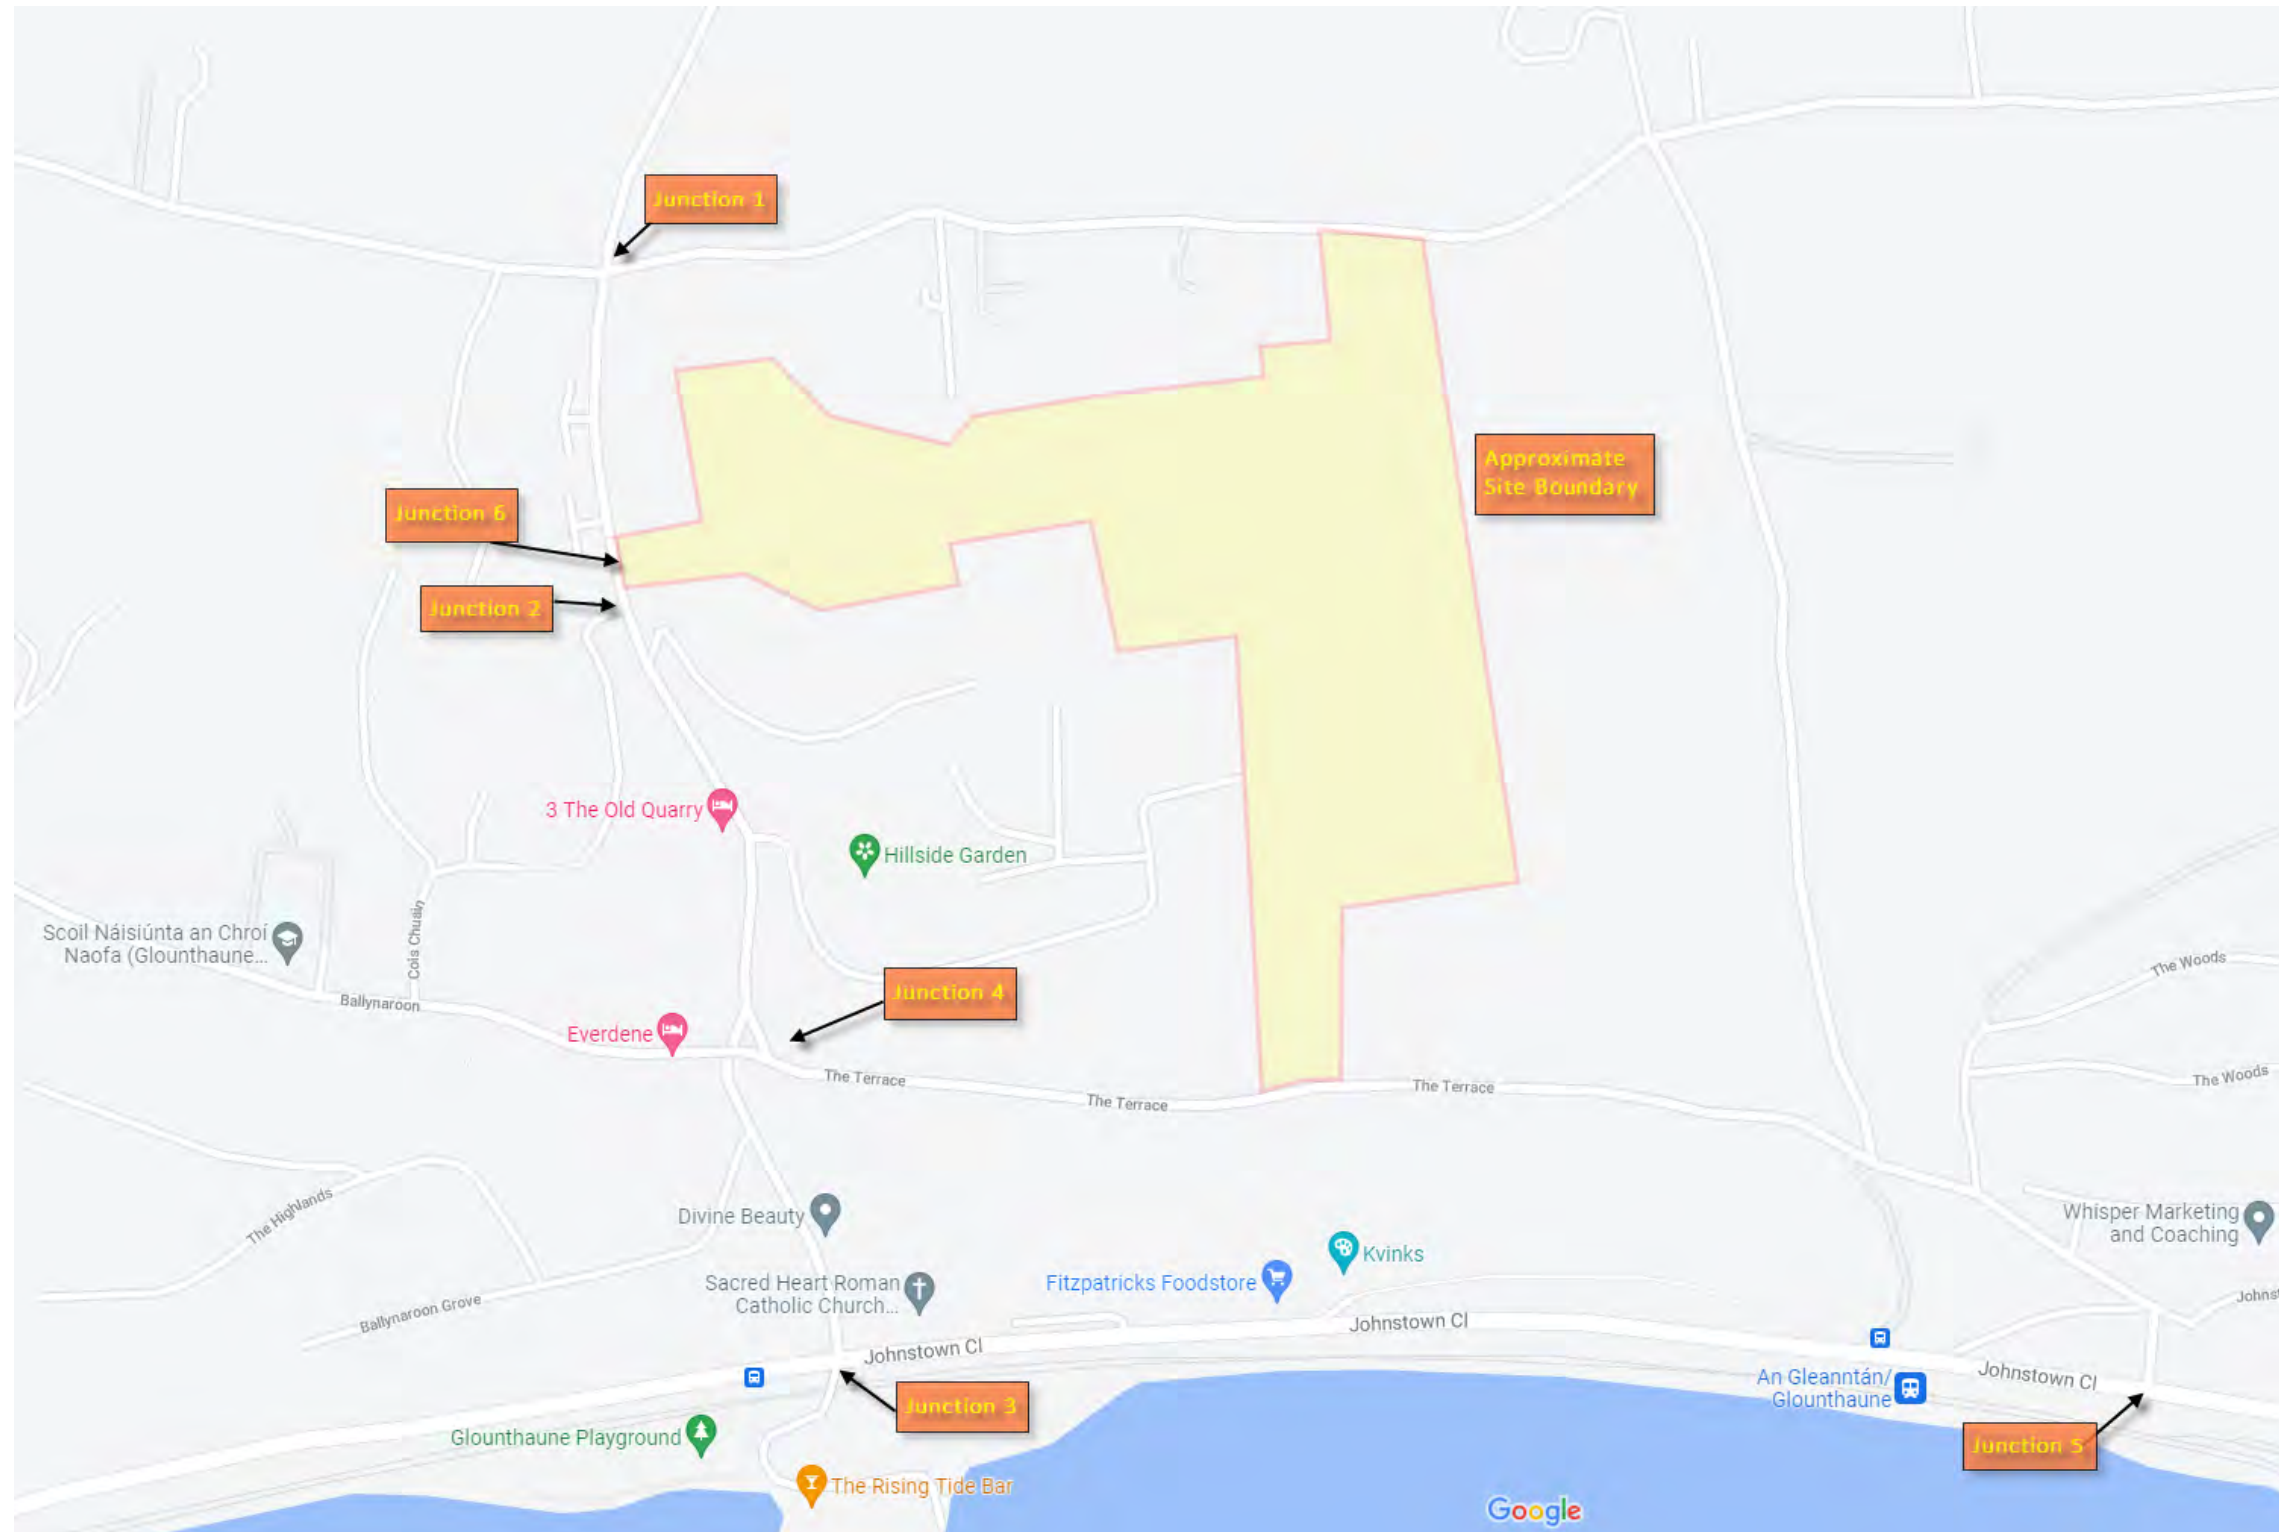 Junction 1
Approximate
Site Boundary
Junction 6
Junction 2
3 The Old Quarry
Hillside Garden
Scoil Náisiúnta an Chroí
Naofa (Glounthaune...
Cois Chuain
Ballynaroon
Junction 4
Everdene
The Terrace
The Terrace
The Terrace
The Woods
The Woods
The Highlands
Divine Beauty
Whisper Marketing
and Coaching
Kvinks
Sacred Heart Roman
Catholic Church...
Fitzpatricks Foodstore
Ballynaroon Grove
Johnst
Johnstown Cl
Johnstown Cl
Johnstown Cl
An Gleanntán/
Glounthaune
Junction 3
Glounthaune Playground
Junction 5
The Rising Tide Bar
Google